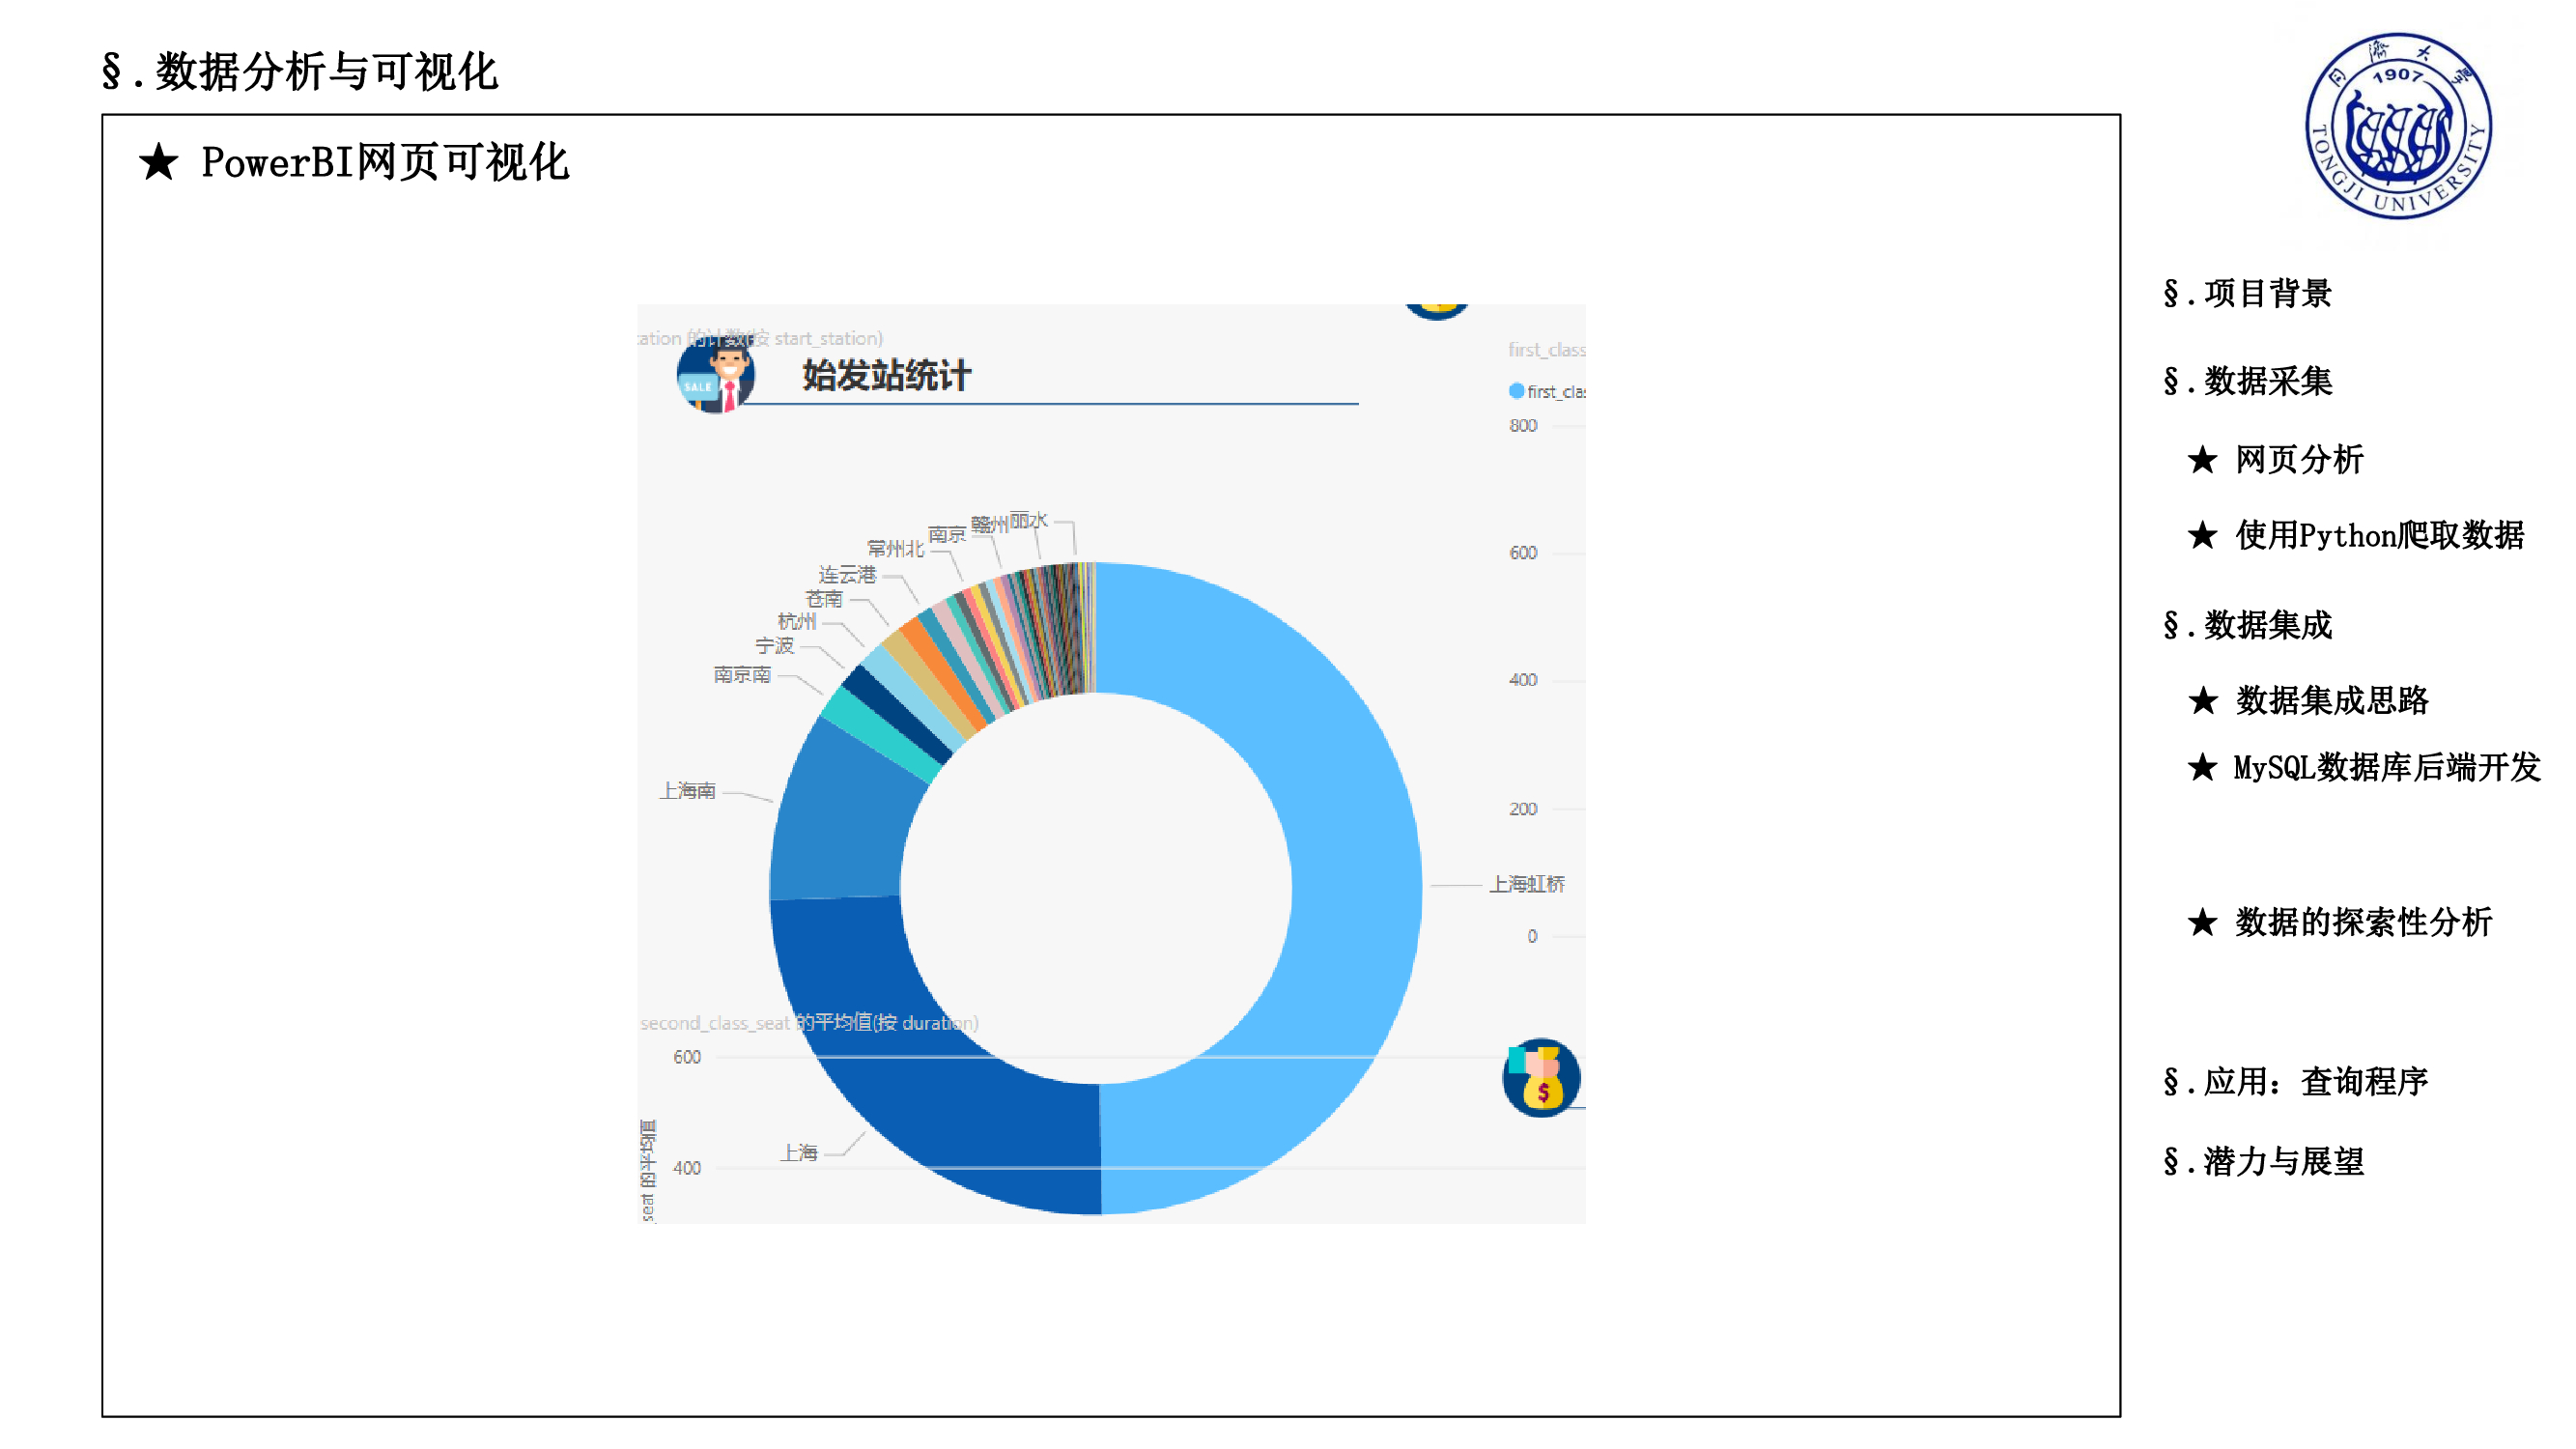 §.数据分析与可视化
★ PowerBI网页可视化
ation 的计数(按 start_station)
SALE
始发站统计
first_class
first_clas
800
600
400
200
0
丽水
赣州
南京
常州北
连云港
苍南
杭州
宁波
南京南
上海南
上海虹桥
second_class_seat 的平均值(按 duration)
600
400
seat 的平均值
上海
$
同济大学
1907
TONGJI UNIVERSITY
§.项目背景
§.数据采集
★ 网页分析
★ 使用Python爬取数据
§.数据集成
★ 数据集成思路
★ MySQL数据库后端开发
★ 数据的探索性分析
§.应用：查询程序
§.潜力与展望